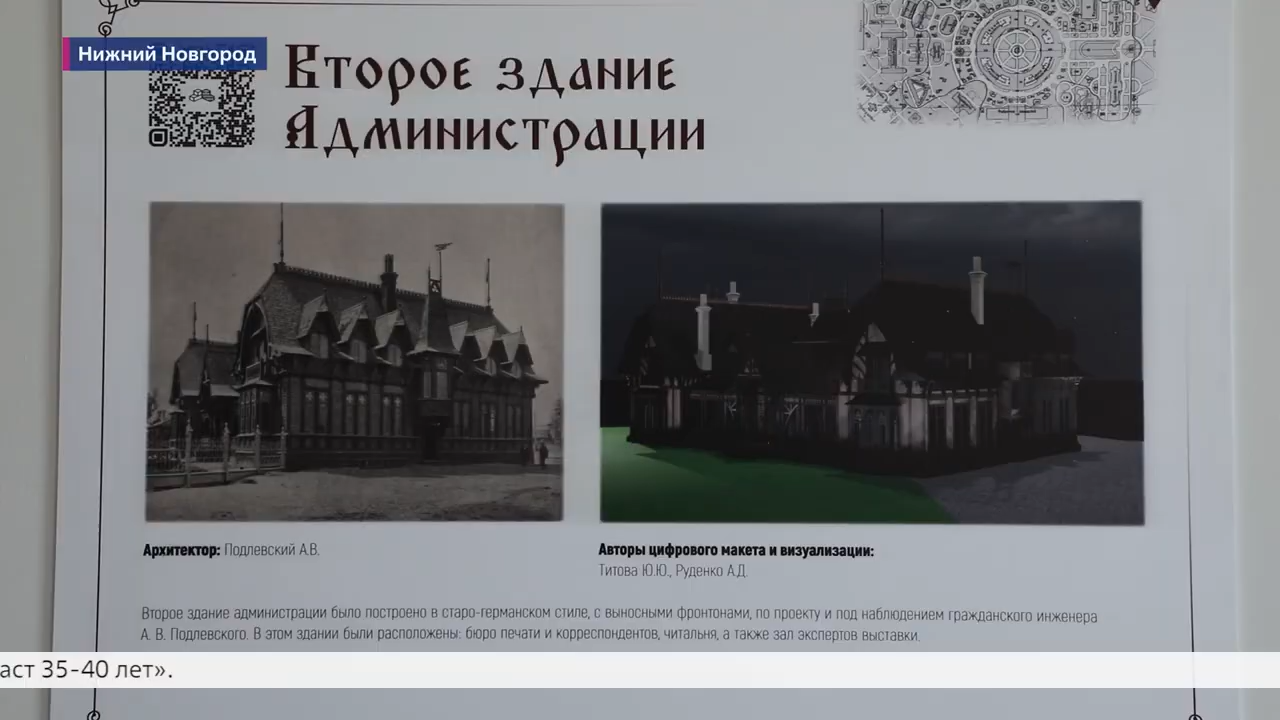 Нижний Новгород
Второе здание
Администрации
Архитектор: Подлевский А.В.
Авторы цифрового макета и визуализации:
Титова Ю.Ю., Руденко А.Д.
Второе здание администрации было построено в старо-германском стиле, с выносными фронтонами, по проекту и под наблюдением гражданского инженера
А. В. Подлевского. В этом здании были расположены: бюро печати и корреспондентов, читальня, а также зал экспертов выставки.
аст 35-40 лет».